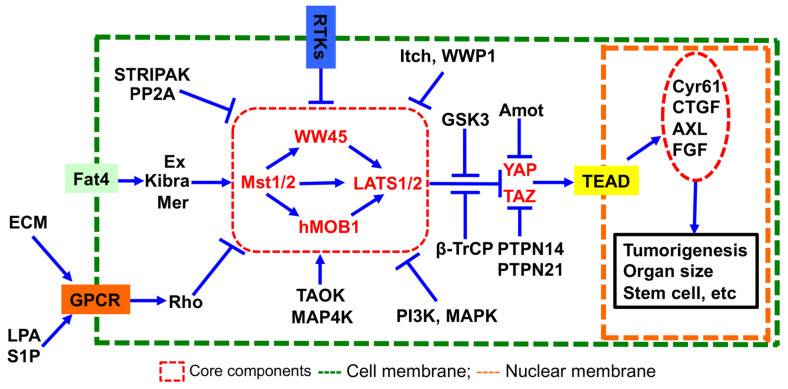 RTKs
Itch, WWP1
STRIPAK
PP2A
GSK3
Amot
Cyr61
CTGF
AXL
FGF
WW45
Fat4
Ex
Kibra
Mer
Mst1/2
LATS1/2
YAP
TAZ
TEAD
hMOB1
ECM
GPCR
Rho
LPA
S1P
TAOK
MAP4K
PI3K, MAPK
β-TrCP
PTPN14
PTPN21
Tumorigenesis
Organ size
Stem cell, etc
Core components
Cell membrane;
Nuclear membrane